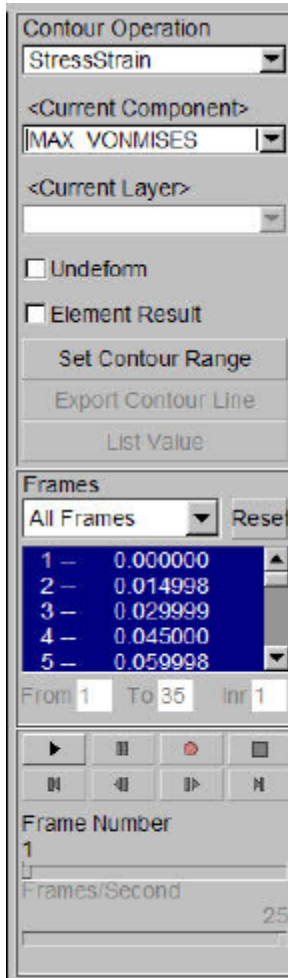 Contour Operation
StressStrain
<Current Component>
MAX_VONMISES
<Current Layer>
Undeform
Element Result
Set Contour Range
Export Contour Line
List Value
Frames
All Frames Reset
1 -- 0.000000
2 -- 0.014998
3 -- 0.029999
4 -- 0.045000
5 -- 0.059998
From 1 To 35 Inr 1
Frame Number
1
Frames/Second
25